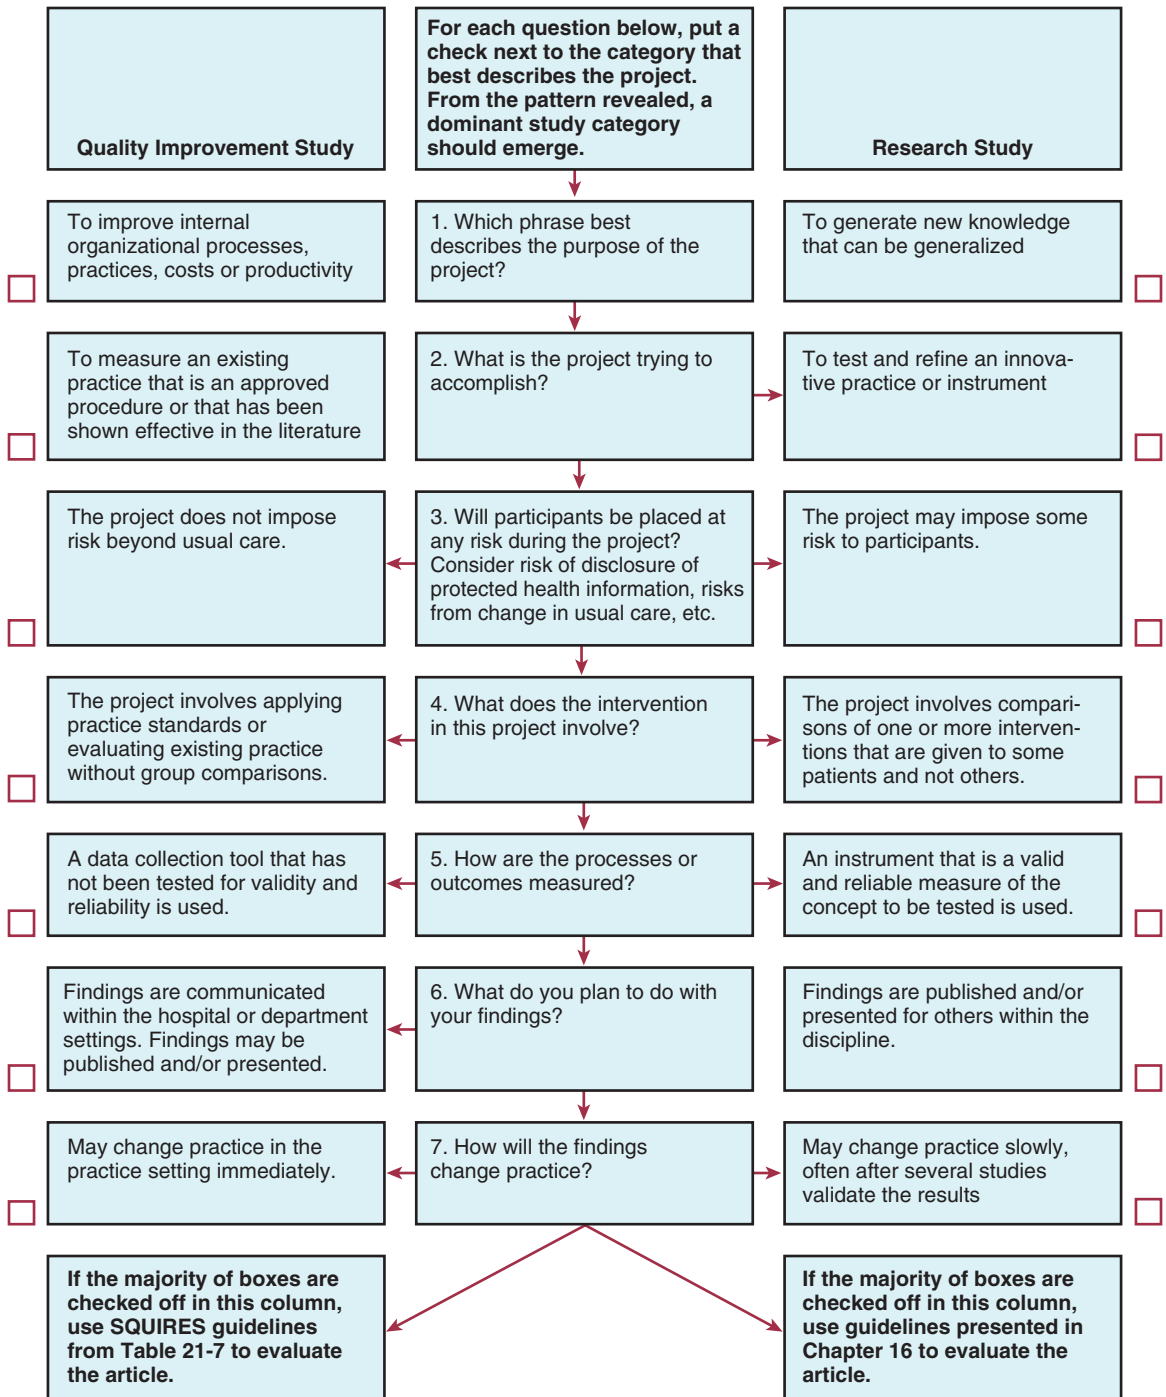 Quality Improvement Study
For each question below, put a
check next to the category that
best describes the project.
From the pattern revealed, a
dominant study category
should emerge.
Research Study
To improve internal
organizational processes,
practices, costs or productivity
1. Which phrase best
describes the purpose of the
project?
To generate new knowledge
that can be generalized
To measure an existing
practice that is an approved
procedure or that has been
shown effective in the literature
2. What is the project trying to
accomplish?
To test and refine an innova-
tive practice or instrument
The project does not impose
risk beyond usual care.
3. Will participants be placed at
any risk during the project?
Consider risk of disclosure of
protected health information, risks
from change in usual care, etc.
The project may impose some
risk to participants.
The project involves applying
practice standards or
evaluating existing practice
without group comparisons.
4. What does the intervention
in this project involve?
The project involves compari-
sons of one or more interven-
tions that are given to some
patients and not others.
A data collection tool that has
not been tested for validity and
reliability is used.
5. How are the processes or
outcomes measured?
An instrument that is a valid
and reliable measure of the
concept to be tested is used.
Findings are communicated
within the hospital or department
settings. Findings may be
published and/or presented.
6. What do you plan to do with
your findings?
Findings are published and/or
presented for others within the
discipline.
May change practice in the
practice setting immediately.
7. How will the findings
change practice?
May change practice slowly,
often after several studies
validate the results
If the majority of boxes are
checked off in this column,
use SQUIRES guidelines
from Table 21-7 to evaluate
the article.
If the majority of boxes are
checked off in this column,
use guidelines presented in
Chapter 16 to evaluate the
article.